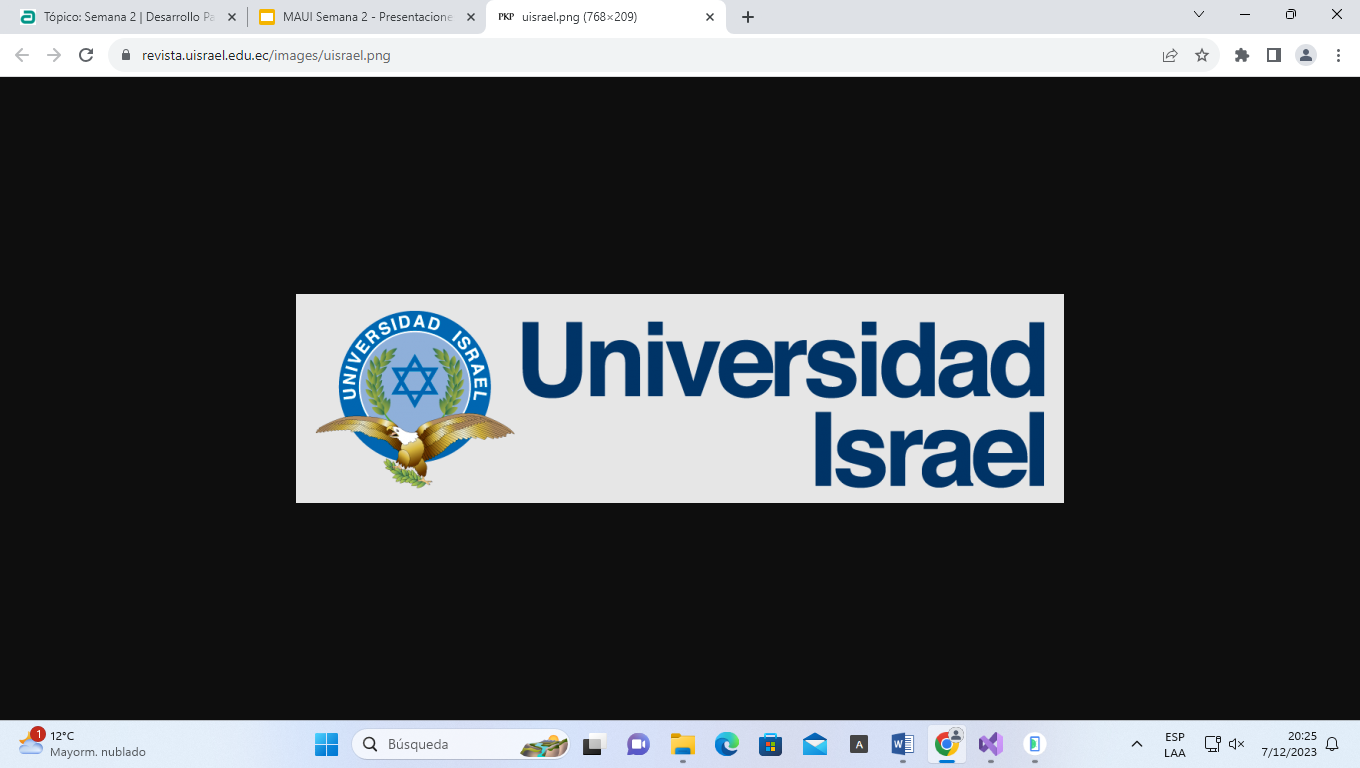 Tópico: Semana 2 | Desarrollo Pa
MAUI Semana 2 - Presentacione
PKP uisrael.png (768×209)
revista.uisrael.edu.ec/images/uisrael.png
UNIVERSIDAD ISRAEL
Universidad
Israel
1
12°C
Mayorm. nublado
Búsqueda
A
W
ESP
LAA
20:25
7/12/2023